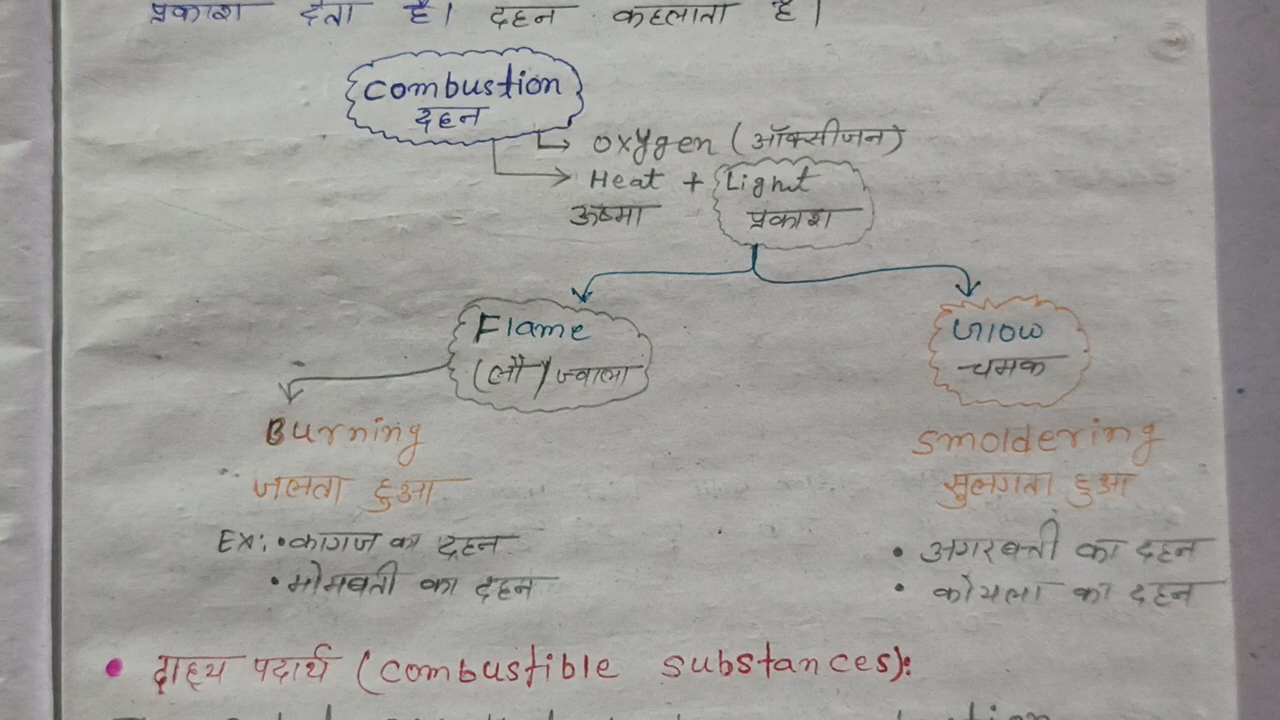 प्रकाश देता है। दहन कहलाता है।
Combustion
दहन
Oxygen (ऑक्सीजन)
Heat + Light
ऊष्मा प्रकाश
Flame
(लौ) ज्वाला
Glow
चमक
Burning
जलता हुआ
Ex: • कागज का दहन
• मोमबत्ती का दहन
Smoldering
सुलगता हुआ
• अगरबत्ती का दहन
• कोयला का दहन
• दाह्य पदार्थ (Combustible substances):